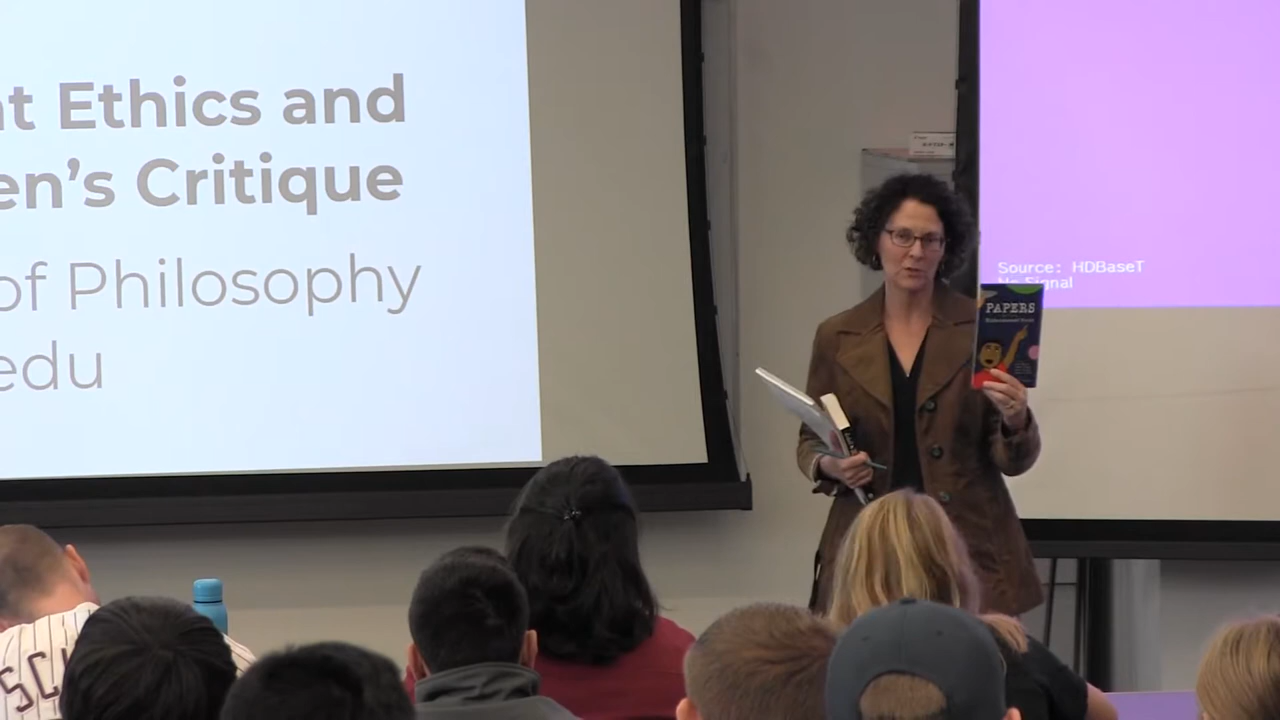 nt Ethics and
en's Critique
of Philosophy
edu
Source: HDBaseT
No Signal
PAPERS
SC